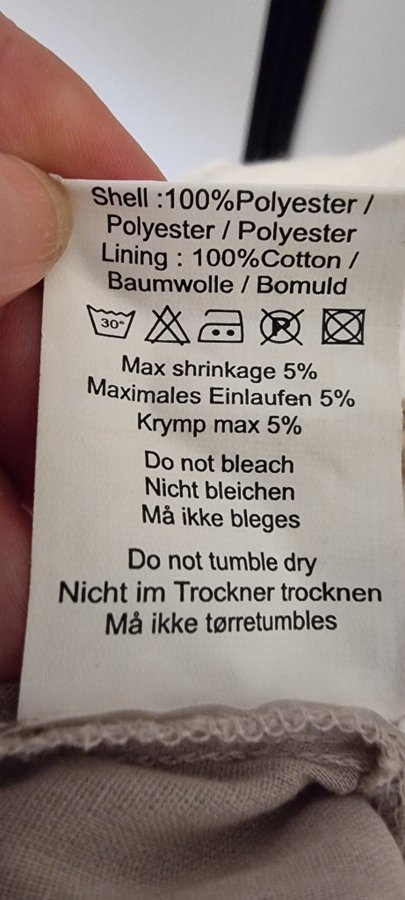 Shell :100%Polyester /
Polyester / Polyester
Lining : 100%Cotton /
Baumwolle / Bomuld
30° P
Max shrinkage 5%
Maximales Einlaufen 5%
Krymp max 5%
Do not bleach
Nicht bleichen
Må ikke bleges
Do not tumble dry
Nicht im Trockner trocknen
Må ikke tørretumbles